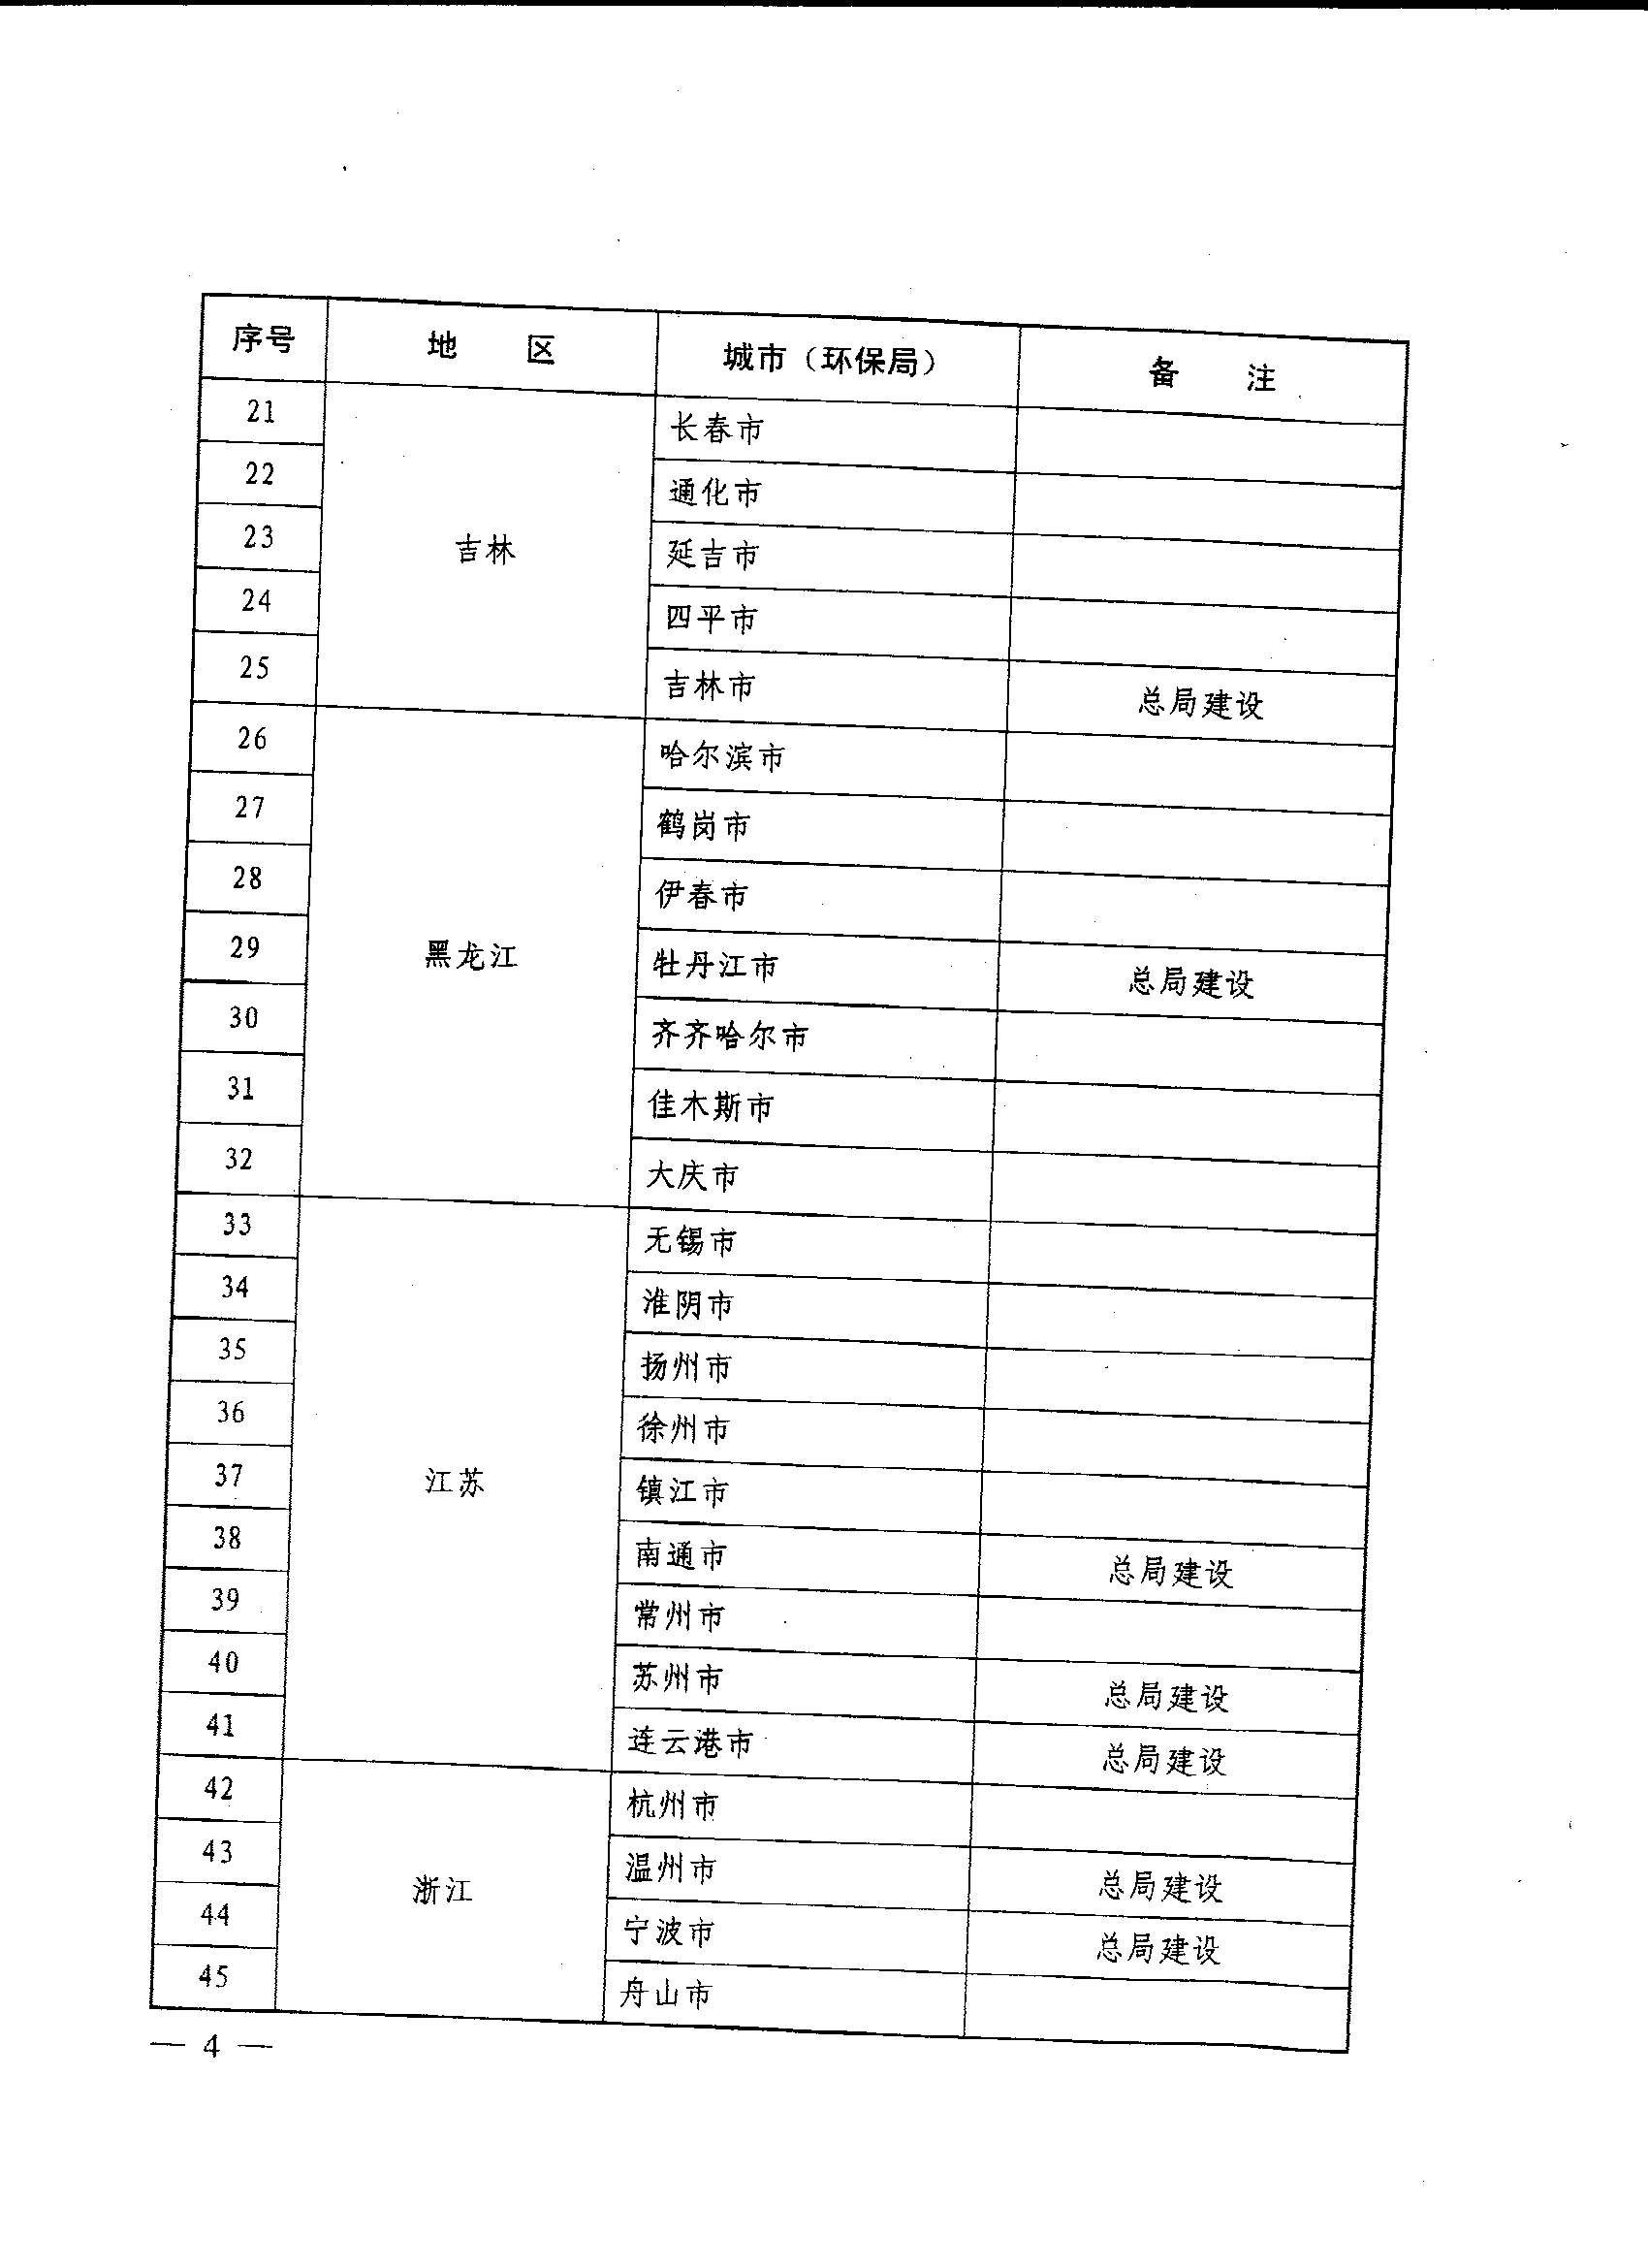 序号 地 区 城市（环保局） 备 注
21 吉林 长春市
22 通化市
23 延吉市
24 四平市
25 吉林市 总局建设
26 黑龙江 哈尔滨市
27 鹤岗市
28 伊春市
29 牡丹江市 总局建设
30 齐齐哈尔市
31 佳木斯市
32 大庆市
33 江苏 无锡市
34 淮阴市
35 扬州市
36 徐州市
37 镇江市
38 南通市 总局建设
39 常州市
40 苏州市 总局建设
41 连云港市 总局建设
42 浙江 杭州市
43 温州市 总局建设
44 宁波市 总局建设
45 舟山市
— 4 —